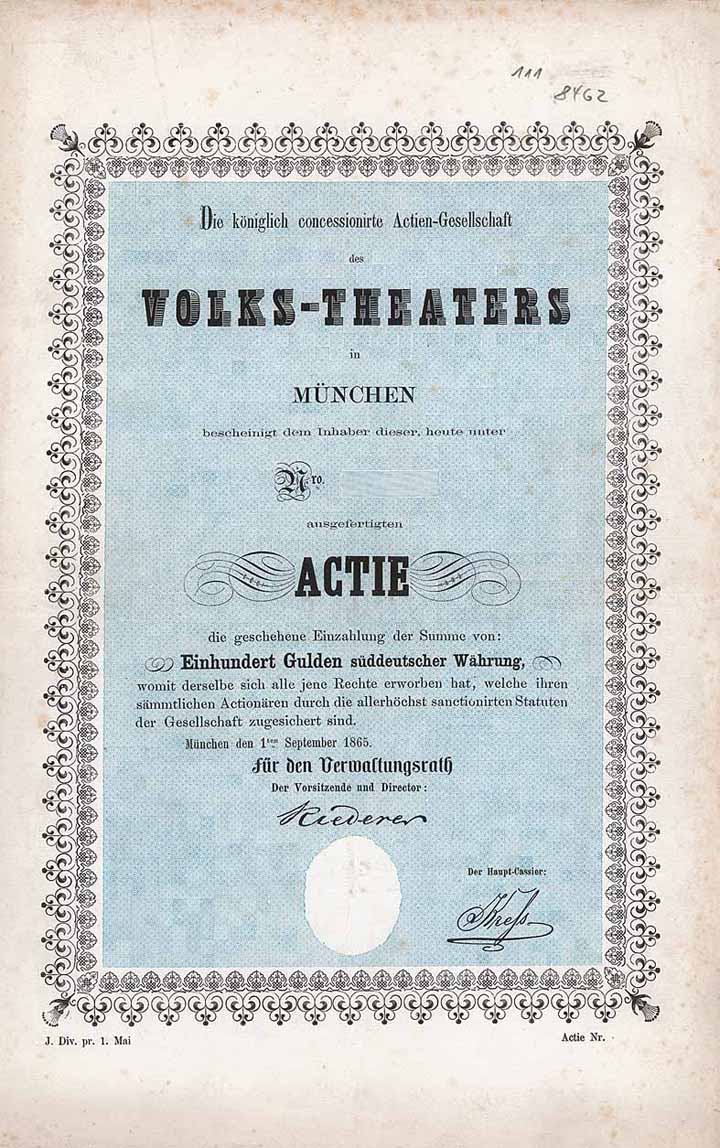 111
8462
Die königlich concessionirte Actien-Gesellschaft
des
VOLKS-THEATERS
in
MÜNCHEN
bescheinigt dem Inhaber dieser, heute unter
Nro.
ausgefertigten
ACTIE
die geschehene Einzahlung der Summe von:
Einhundert Gulden süddeutscher Währung,
womit derselbe sich alle jene Rechte erworben hat, welche ihren
sämmtlichen Actionären durch die allerhöchst sanctionirten Statuten
der Gesellschaft zugesichert sind.
München den 1ten September 1865.
Für den Verwaltungsrath
Der Vorsitzende und Director:
Riederer
Der Haupt-Cassier:
Kress
J. Div. pr. 1. Mai
Actie Nr.